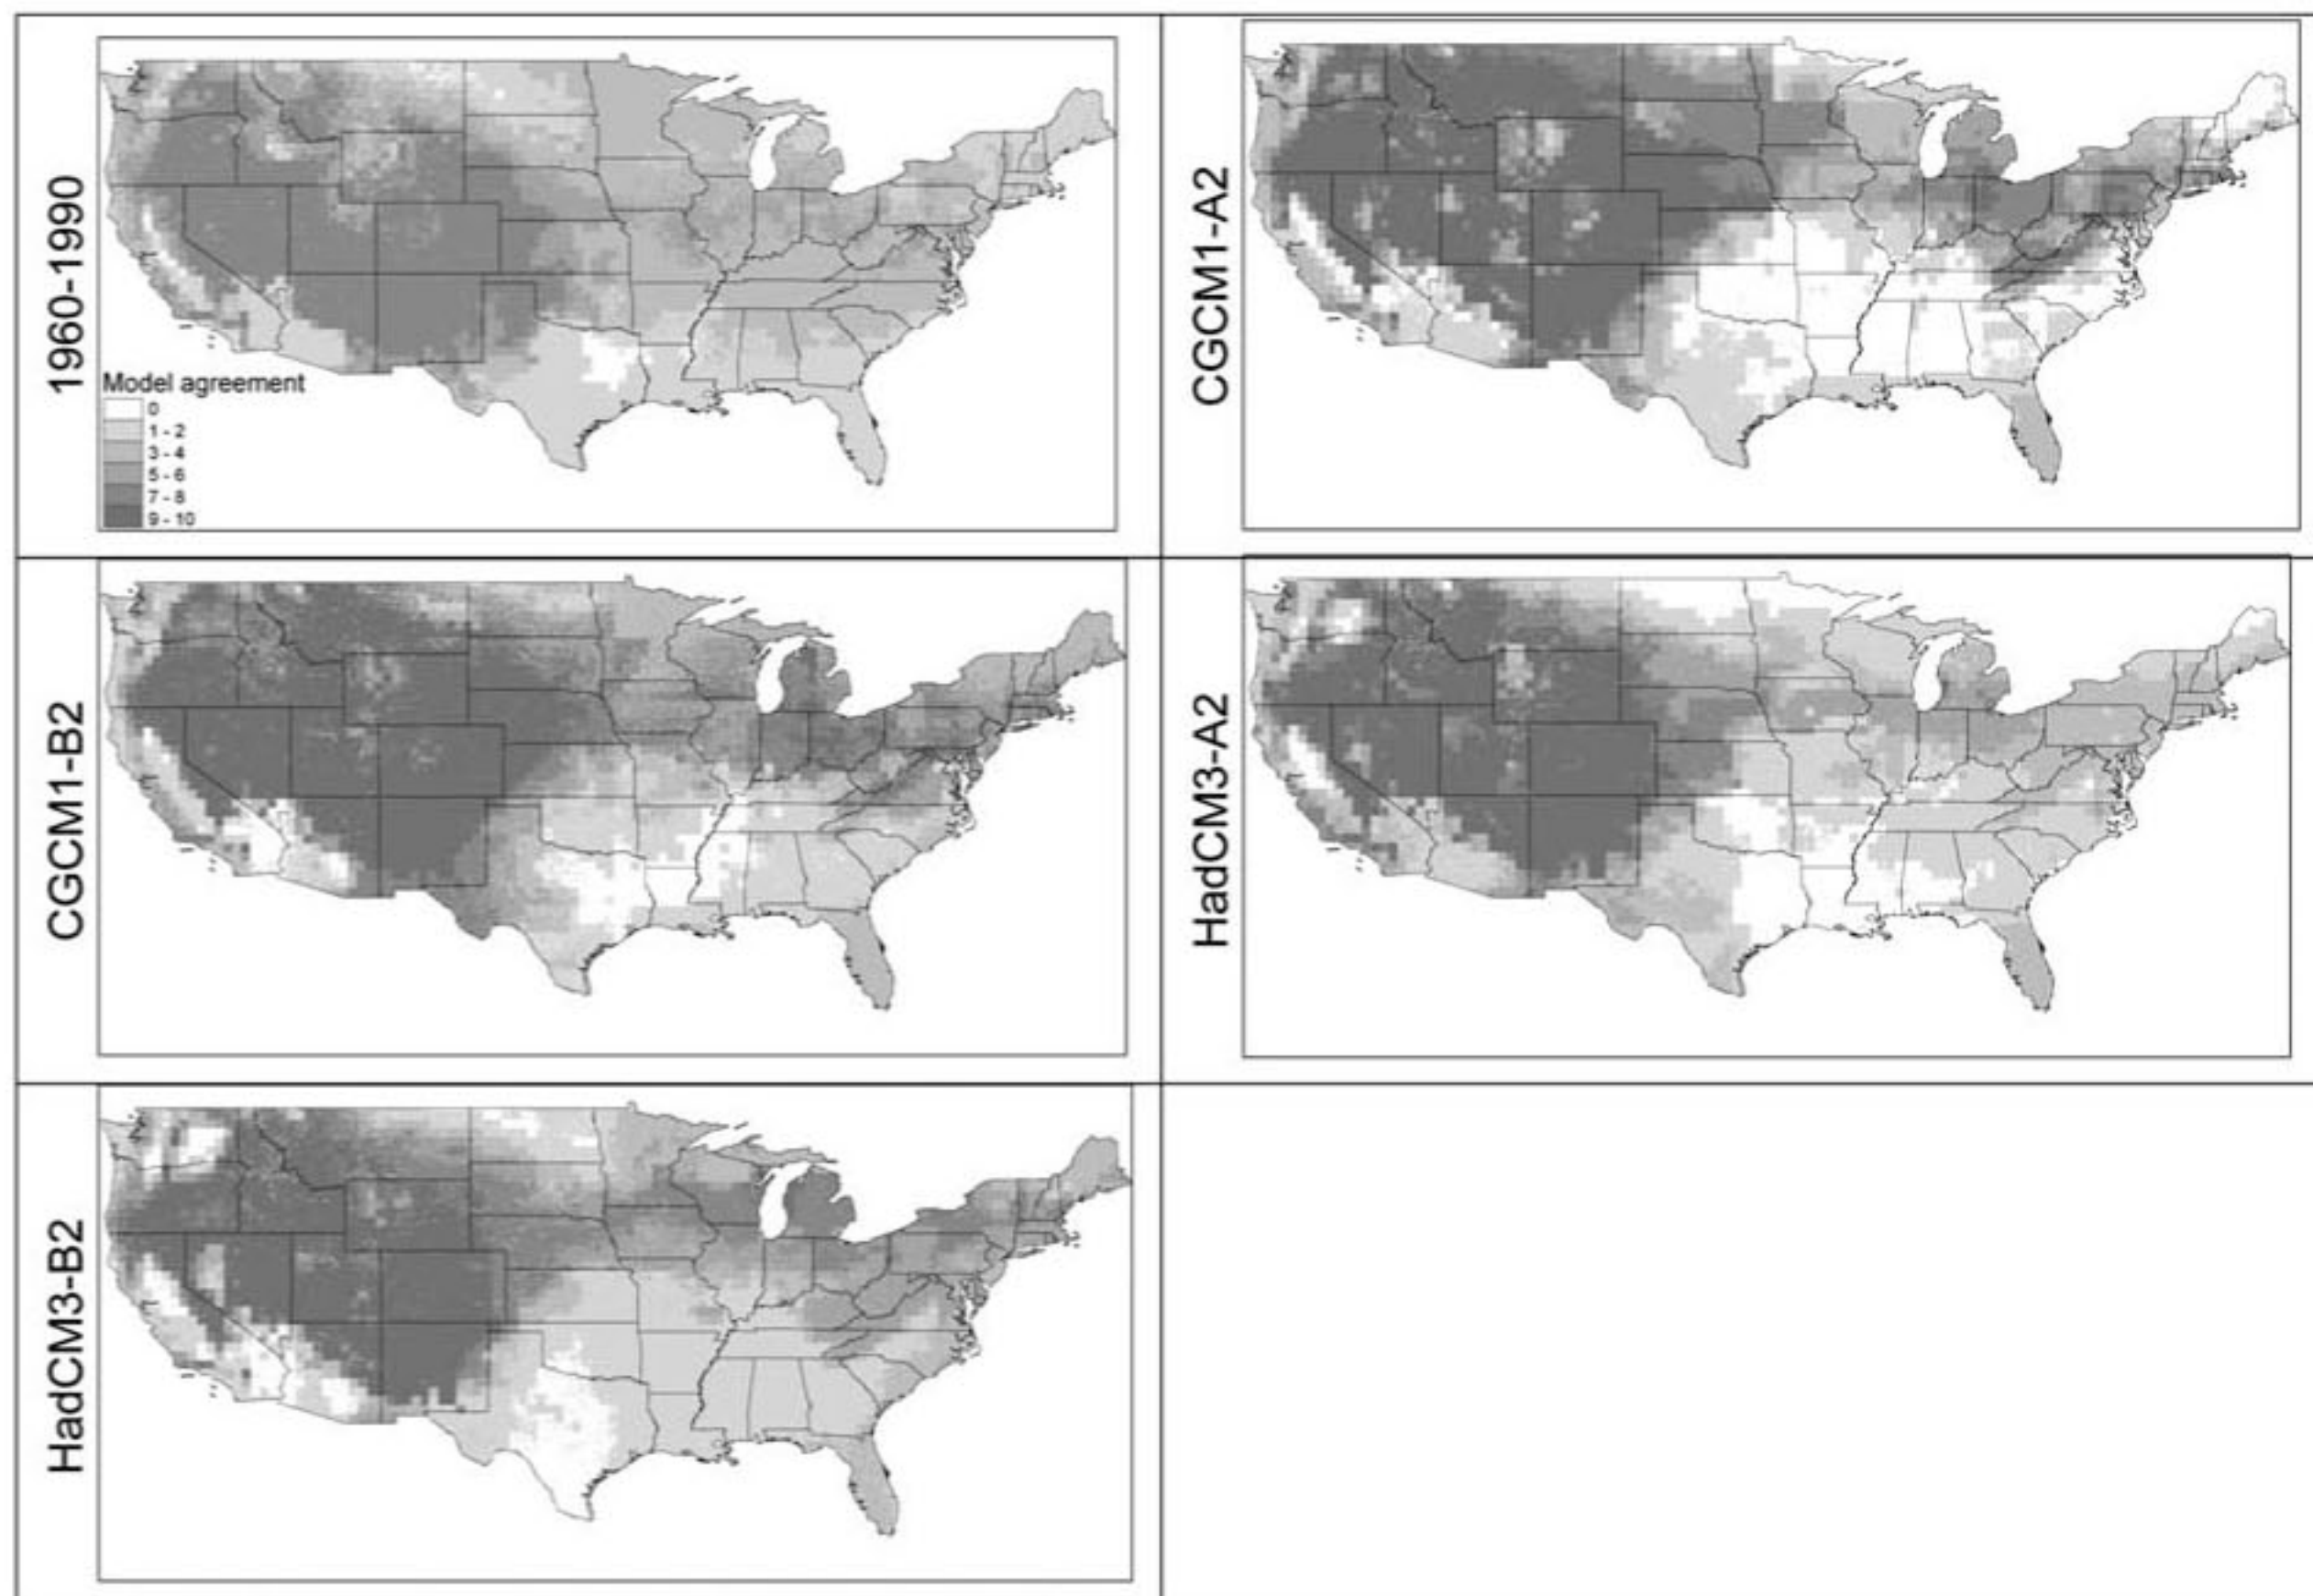 1960-1990
Model agreement
0
1 - 2
3 - 4
5 - 6
7 - 8
9 - 10
CGCM1-A2
CGCM1-B2
HadCM3-A2
HadCM3-B2